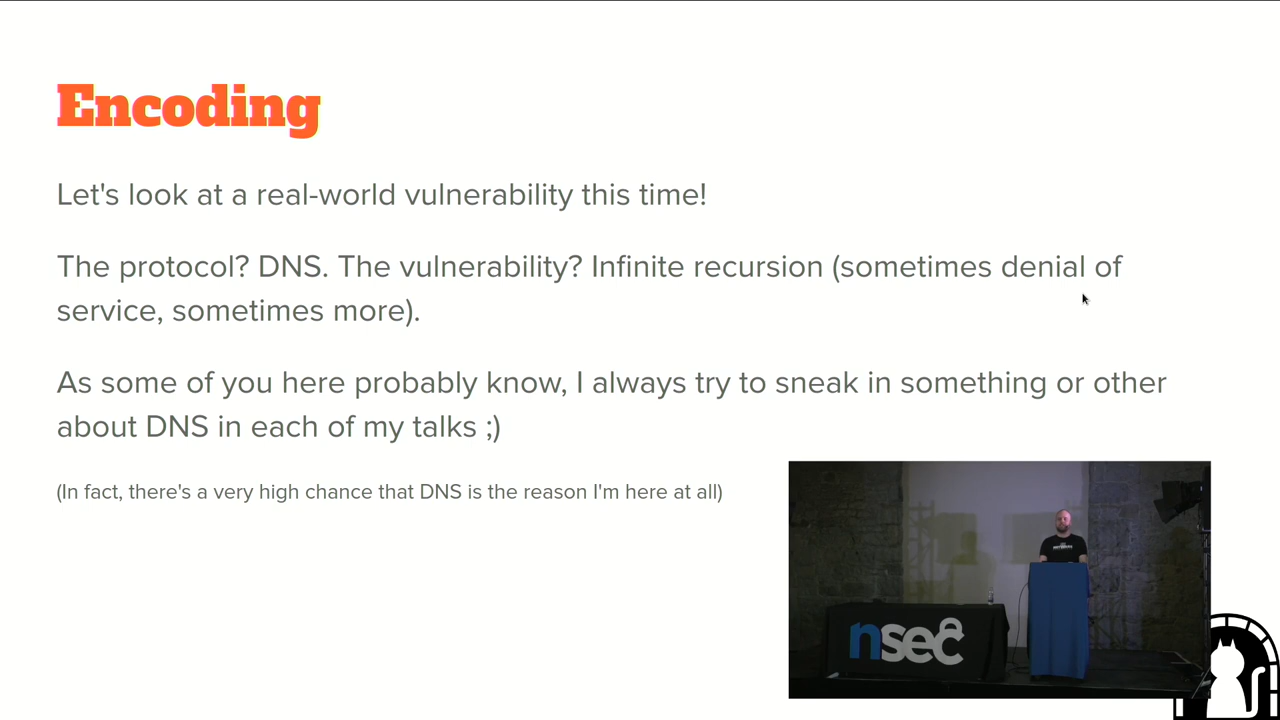 Encoding
Let's look at a real-world vulnerability this time!
The protocol? DNS. The vulnerability? Infinite recursion (sometimes denial of
service, sometimes more).
As some of you here probably know, I always try to sneak in something or other
about DNS in each of my talks ;)
(In fact, there's a very high chance that DNS is the reason I'm here at all)
nsec